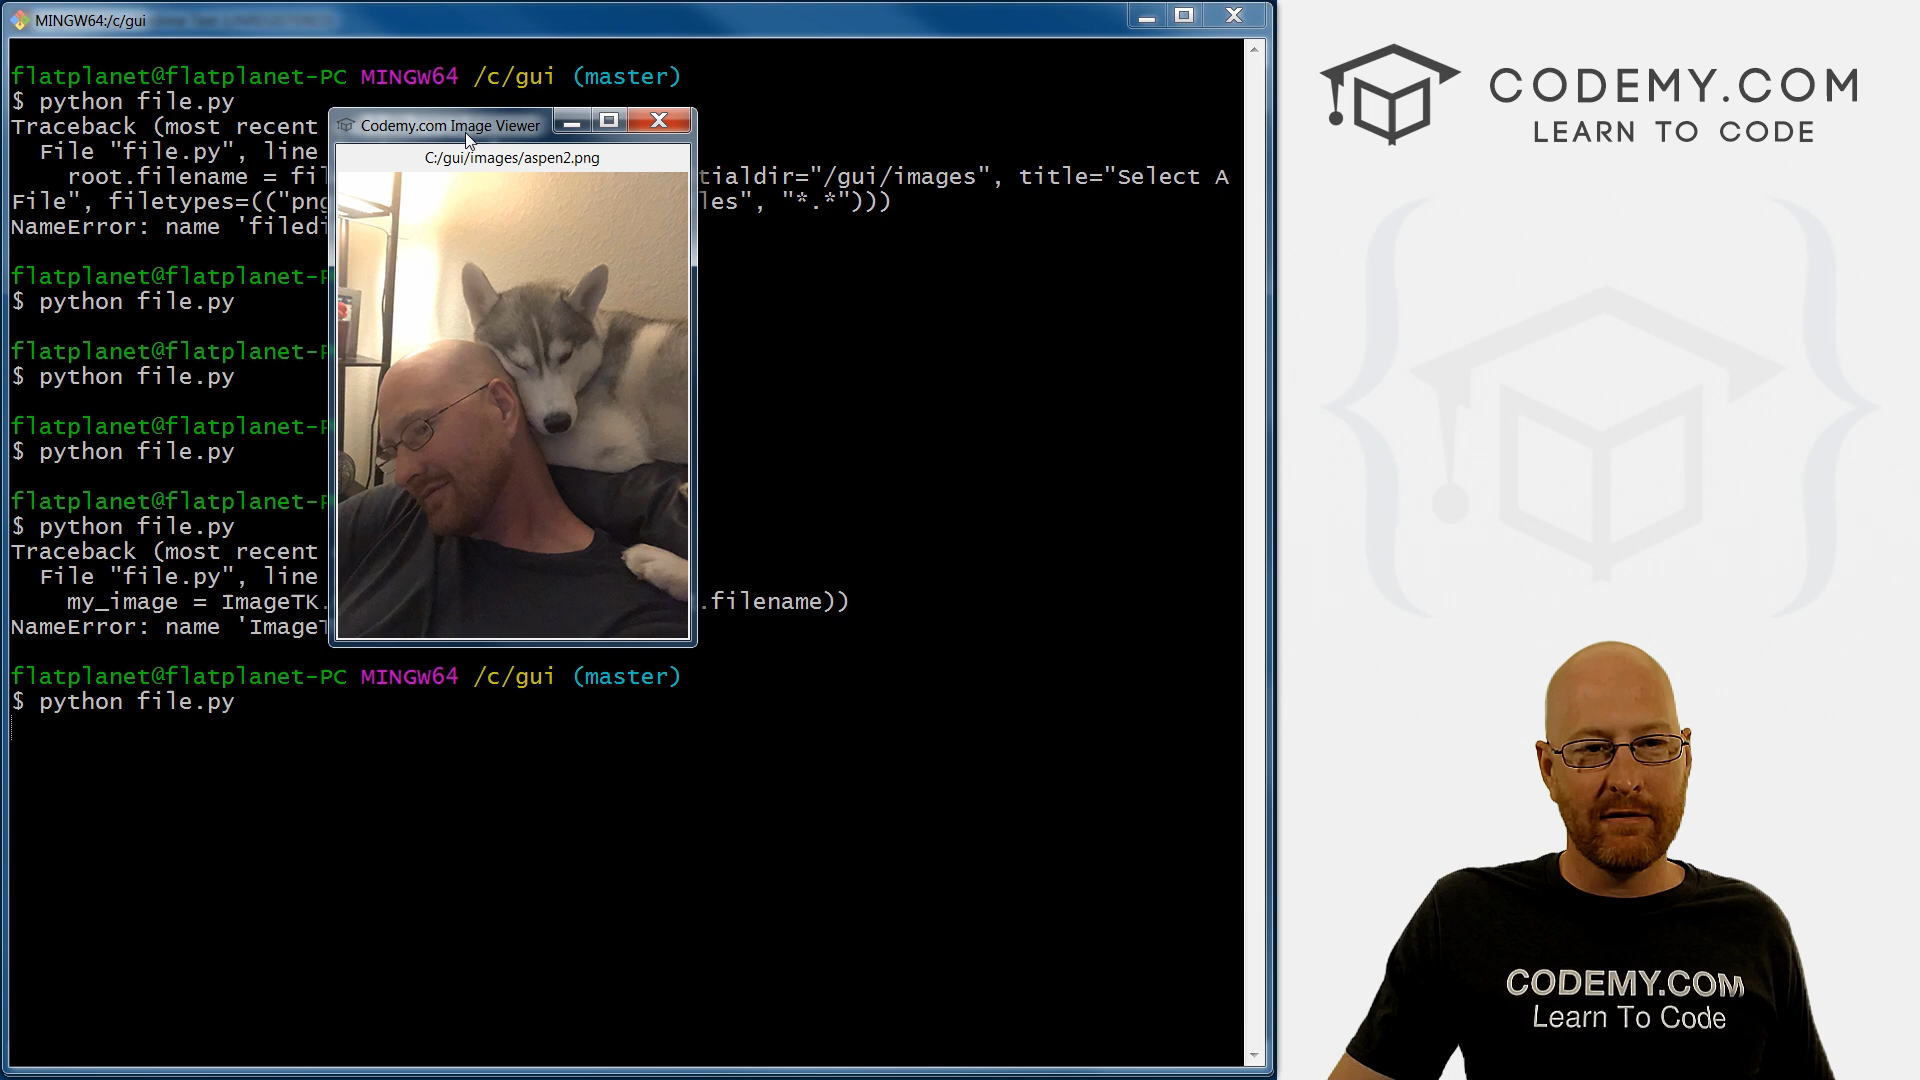 MINGW64:/c/gui
flatplanet@flatplanet-PC MINGW64 /c/gui (master)
$ python file.py
Traceback (most recent
File "file.py", line
root.filename = fil
tialdir="/gui/images", title="Select A
File", filetypes=(("png
les", "*.*")))
NameError: name 'filedi
flatplanet@flatplanet-P
$ python file.py
flatplanet@flatplanet-P
$ python file.py
flatplanet@flatplanet-P
$ python file.py
flatplanet@flatplanet-P
$ python file.py
Traceback (most recent
File "file.py", line
my_image = ImageTK.
.filename))
NameError: name 'ImageT
flatplanet@flatplanet-PC MINGW64 /c/gui (master)
$ python file.py
Codemy.com Image Viewer
C:/gui/images/aspen2.png
CODEMY.COM
LEARN TO CODE
CODEMY.COM
Learn To Code